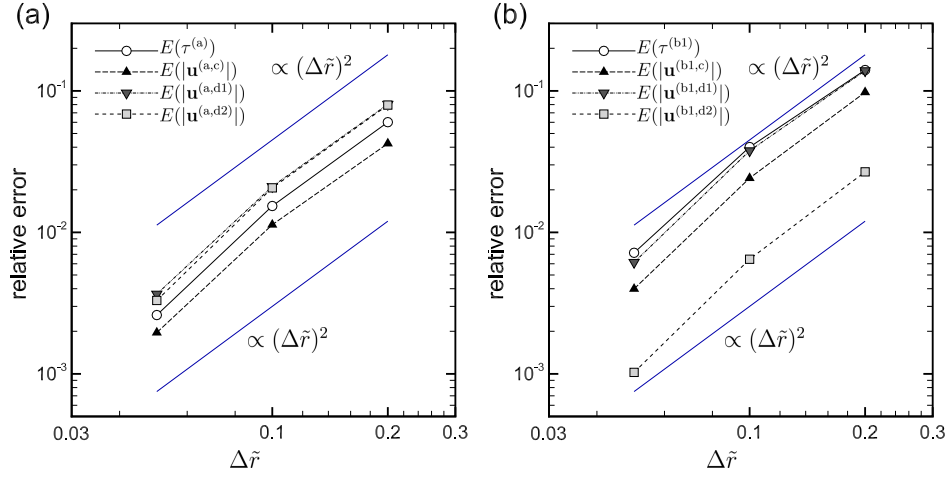 (a)
10⁻¹
10⁻²
10⁻³
relative error
E(τ⁽ᵃ⁾)
E(|u⁽ᵃ,ᶜ⁾|)
E(|u⁽ᵃ,ᵈ¹⁾|)
E(|u⁽ᵃ,ᵈ²⁾|)
∝ (Δr̃)²
∝ (Δr̃)²
0.03
0.1
0.2
0.3
Δr̃
(b)
10⁻¹
10⁻²
10⁻³
relative error
E(τ⁽ᵇ¹⁾)
E(|u⁽ᵇ¹,ᶜ⁾|)
E(|u⁽ᵇ¹,ᵈ¹⁾|)
E(|u⁽ᵇ¹,ᵈ²⁾|)
∝ (Δr̃)²
∝ (Δr̃)²
0.03
0.1
0.2
0.3
Δr̃